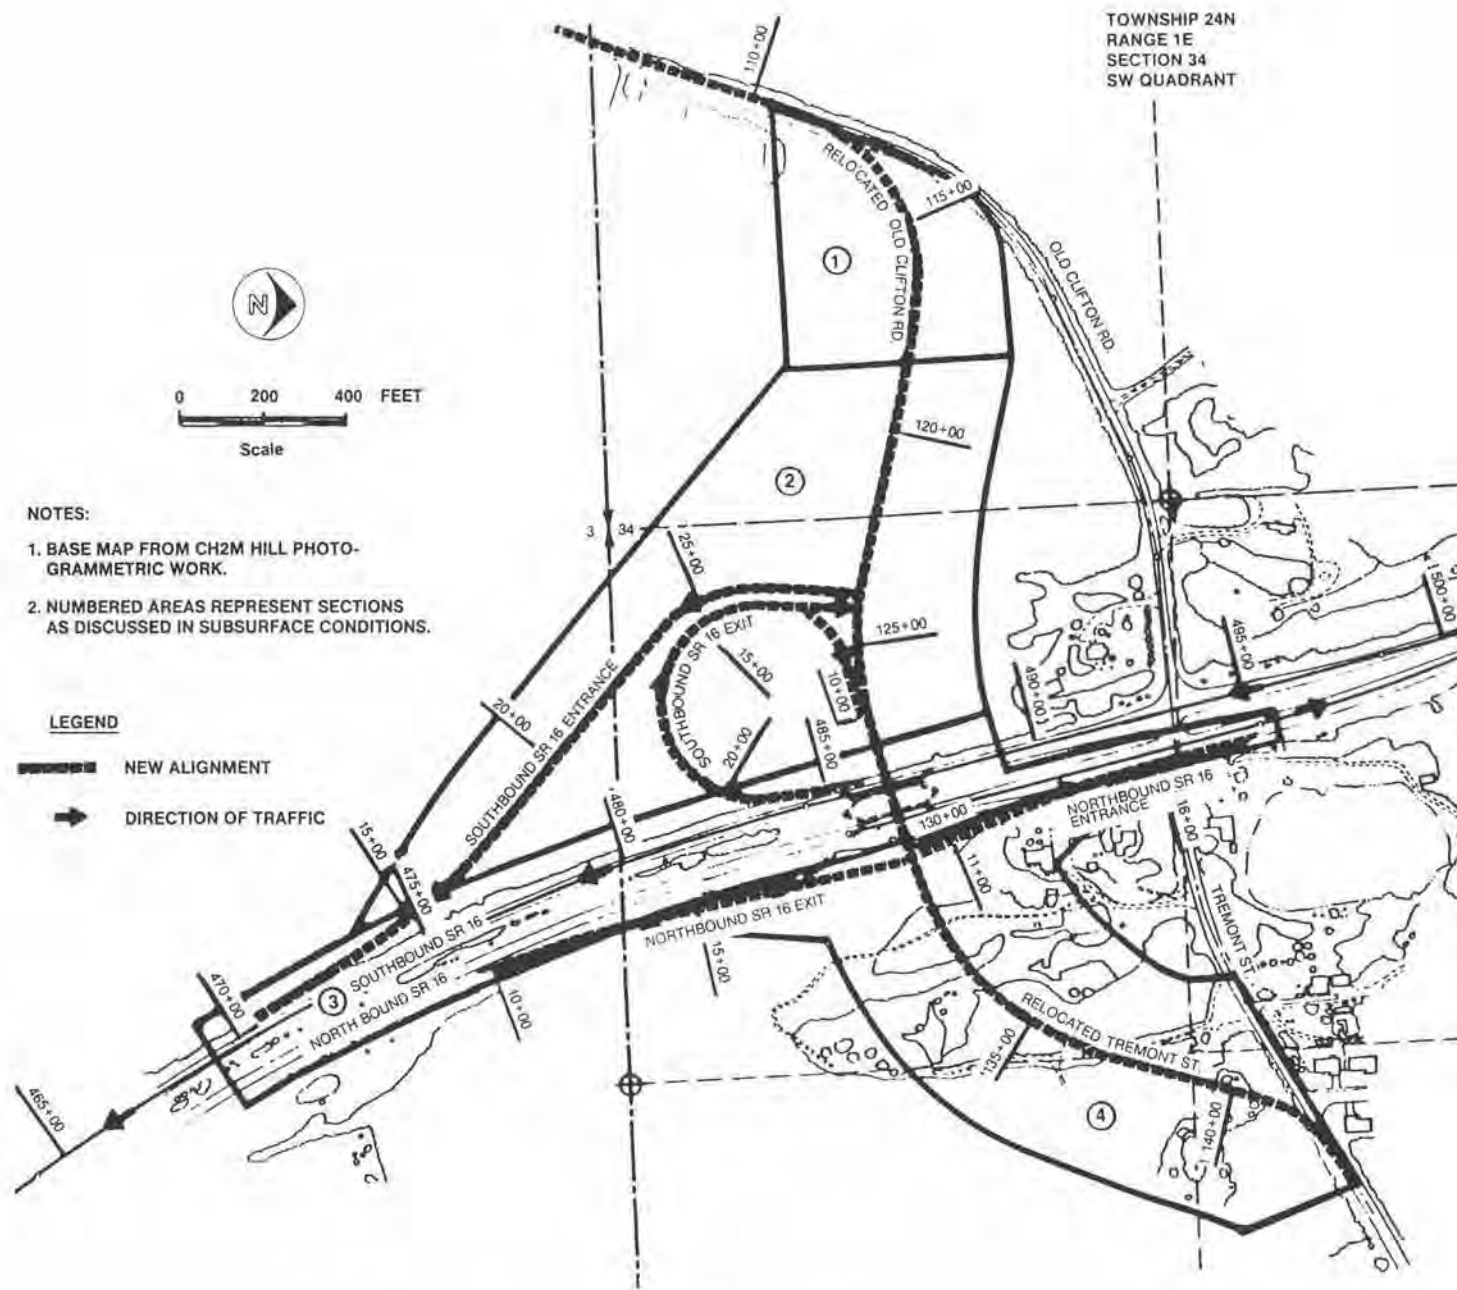 TOWNSHIP 24N
RANGE 1E
SECTION 34
SW QUADRANT
110+00
RELOCATED OLD CLIFTON RD.
115+00
OLD CLIFTON RD.
1
N
0 200 400 FEET
Scale
120+00
2
NOTES:
1. BASE MAP FROM CH2M HILL PHOTO-
GRAMMETRIC WORK.
2. NUMBERED AREAS REPRESENT SECTIONS
AS DISCUSSED IN SUBSURFACE CONDITIONS.
3 34
25+00
500+00
495+00
125+00
SOUTHBOUND SR 16 EXIT
15+00
10+00
490+00
SOUTHBOUND SR 16 ENTRANCE
20+00
SOUTHBOUND
20+00
485+00
LEGEND
NEW ALIGNMENT
DIRECTION OF TRAFFIC
480+00
130+00
NORTHBOUND SR 16
ENTRANCE
16+00
15+00
475+00
11+00
TREMONT ST.
NORTHBOUND SR 16 EXIT
15+00
SOUTHBOUND SR 16
470+00
3
NORTH BOUND SR 16
10+00
RELOCATED TREMONT ST.
135+00
465+00
4
140+00